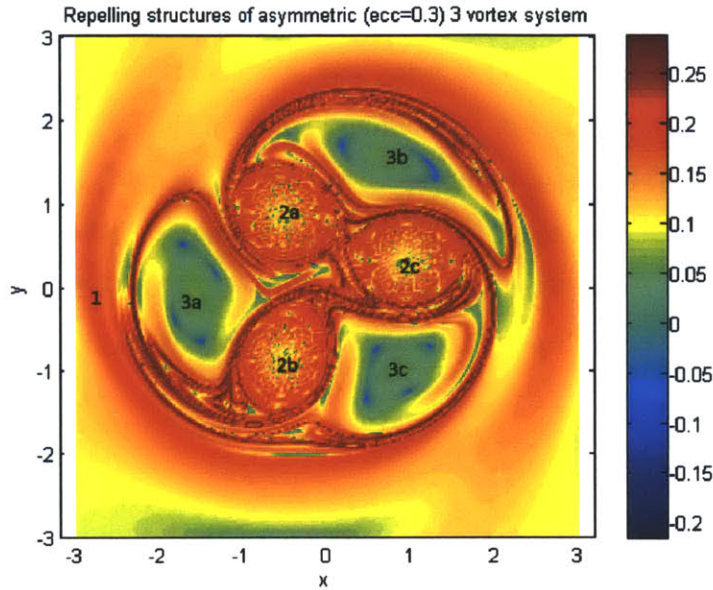 Repelling structures of asymmetric (ecc=0.3) 3 vortex system
3
2
1
0
-1
-2
-3
y
-3
-2
-1
0
1
2
3
x
1
2a
2b
2c
3a
3b
3c
0.25
0.2
0.15
0.1
0.05
0
-0.05
-0.1
-0.15
-0.2